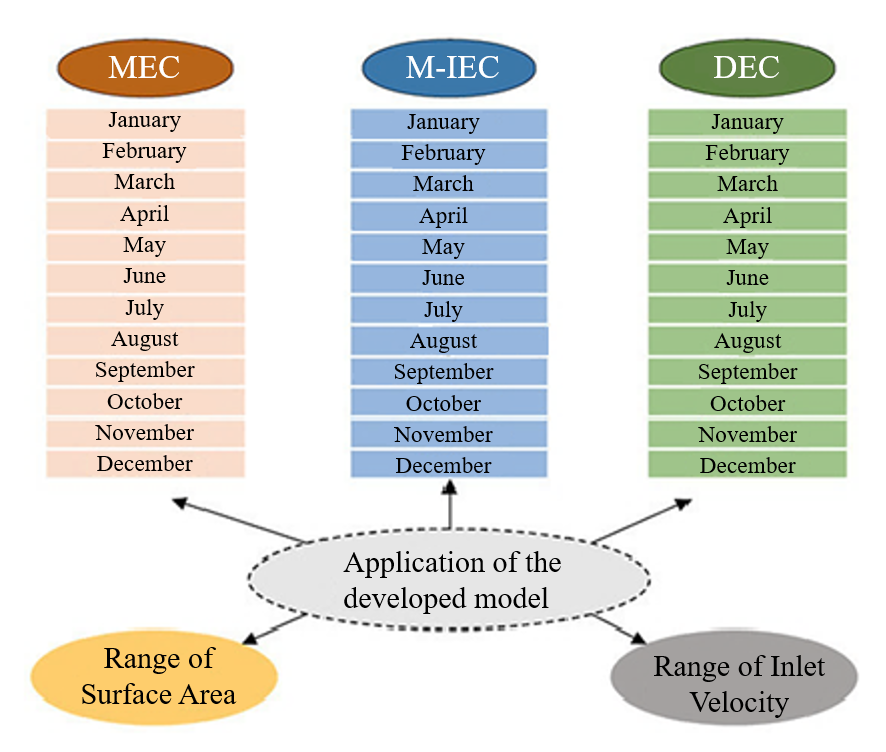 MEC
January
February
March
April
May
June
July
August
September
October
November
December
M-IEC
January
February
March
April
May
June
July
August
September
October
November
December
DEC
January
February
March
April
May
June
July
August
September
October
November
December
Application of the
developed model
Range of
Surface Area
Range of Inlet
Velocity